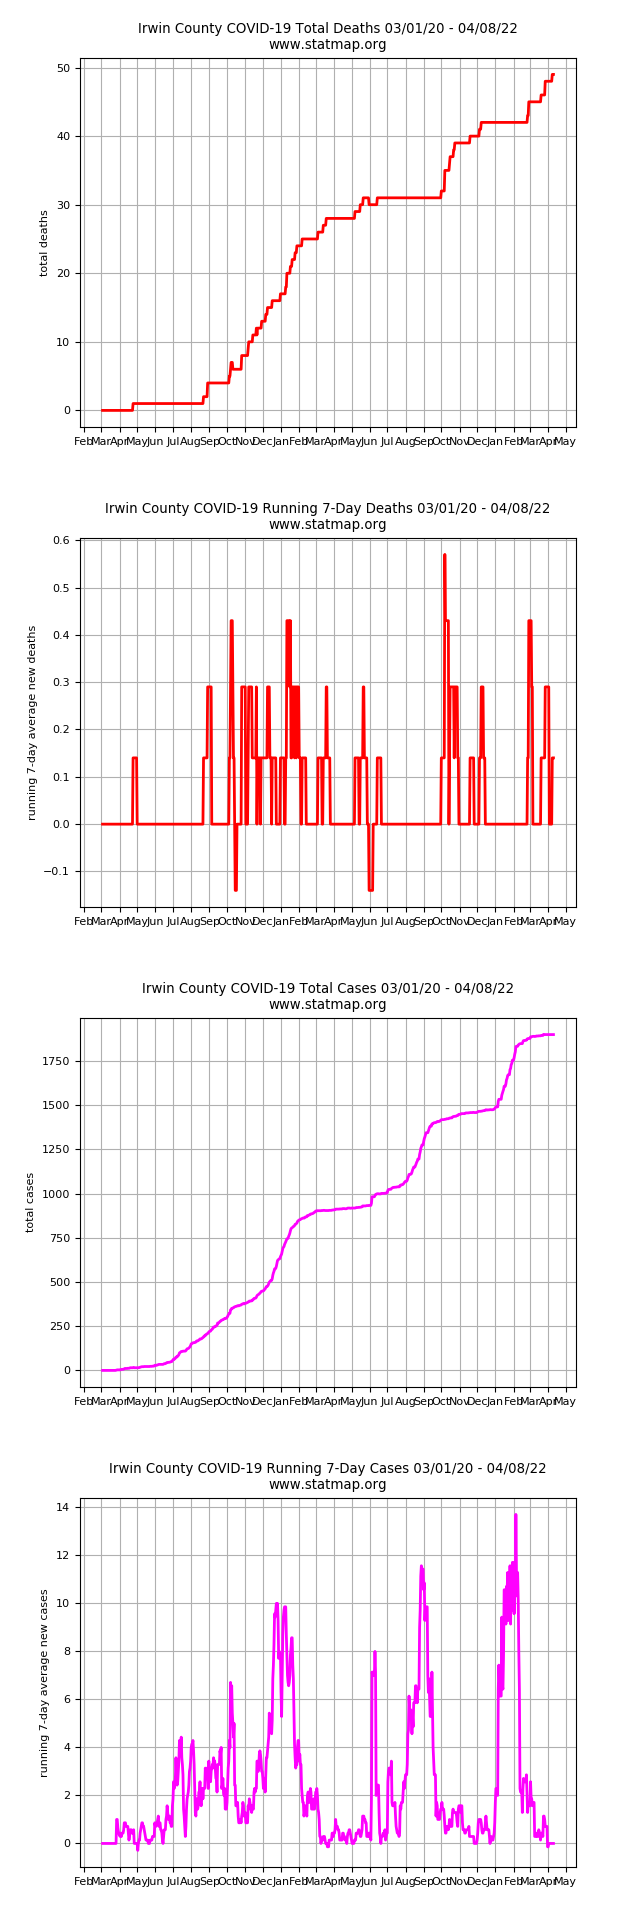 Irwin County COVID-19 Total Deaths 03/01/20 - 04/08/22
www.statmap.org
50
40
30
20
10
0
total deaths
Feb Mar Apr May Jun Jul Aug Sep Oct Nov Dec Jan Feb Mar Apr May Jun Jul Aug Sep Oct Nov Dec Jan Feb Mar Apr May
Irwin County COVID-19 Running 7-Day Deaths 03/01/20 - 04/08/22
www.statmap.org
0.6
0.5
0.4
0.3
0.2
0.1
0.0
−0.1
running 7-day average new deaths
Feb Mar Apr May Jun Jul Aug Sep Oct Nov Dec Jan Feb Mar Apr May Jun Jul Aug Sep Oct Nov Dec Jan Feb Mar Apr May
Irwin County COVID-19 Total Cases 03/01/20 - 04/08/22
www.statmap.org
1750
1500
1250
1000
750
500
250
0
total cases
Feb Mar Apr May Jun Jul Aug Sep Oct Nov Dec Jan Feb Mar Apr May Jun Jul Aug Sep Oct Nov Dec Jan Feb Mar Apr May
Irwin County COVID-19 Running 7-Day Cases 03/01/20 - 04/08/22
www.statmap.org
14
12
10
8
6
4
2
0
running 7-day average new cases
Feb Mar Apr May Jun Jul Aug Sep Oct Nov Dec Jan Feb Mar Apr May Jun Jul Aug Sep Oct Nov Dec Jan Feb Mar Apr May